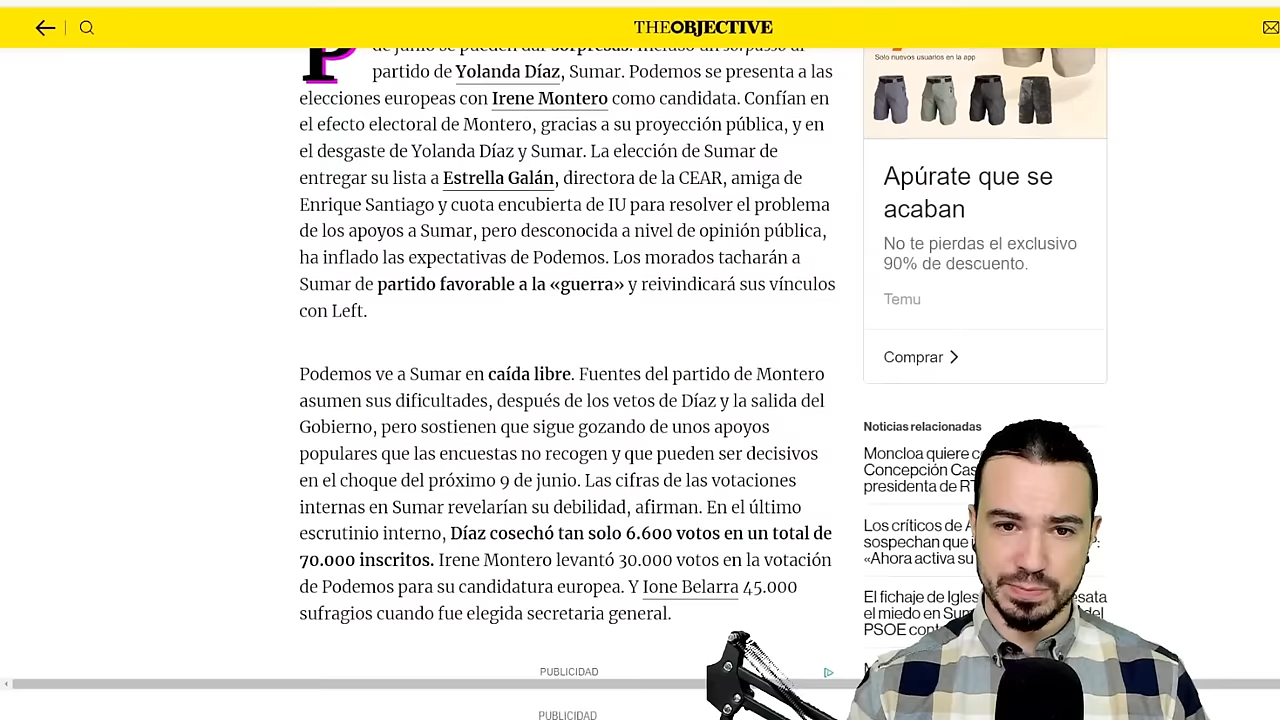 THEOBJECTIVE
P
de junio se pueden dar sorpresas. Incluso un sorpasso al
partido de Yolanda Díaz, Sumar. Podemos se presenta a las
elecciones europeas con Irene Montero como candidata. Confían en
el efecto electoral de Montero, gracias a su proyección pública, y en
el desgaste de Yolanda Díaz y Sumar. La elección de Sumar de
entregar su lista a Estrella Galán, directora de la CEAR, amiga de
Enrique Santiago y cuota encubierta de IU para resolver el problema
de los apoyos a Sumar, pero desconocida a nivel de opinión pública,
ha inflado las expectativas de Podemos. Los morados tacharán a
Sumar de partido favorable a la «guerra» y reivindicará sus vínculos
con Left.
Podemos ve a Sumar en caída libre. Fuentes del partido de Montero
asumen sus dificultades, después de los vetos de Díaz y la salida del
Gobierno, pero sostienen que sigue gozando de unos apoyos
populares que las encuestas no recogen y que pueden ser decisivos
en el choque del próximo 9 de junio. Las cifras de las votaciones
internas en Sumar revelarían su debilidad, afirman. En el último
escrutinio interno, Díaz cosechó tan solo 6.600 votos en un total de
70.000 inscritos. Irene Montero levantó 30.000 votos en la votación
de Podemos para su candidatura europea. Y Ione Belarra 45.000
sufragios cuando fue elegida secretaria general.
PUBLICIDAD
PUBLICIDAD
Solo nuevos usuarios en la app
Apúrate que se
acaban
No te pierdas el exclusivo
90% de descuento.
Temu
Comprar
Noticias relacionadas
Moncloa quiere
Concepción
presidenta de
Los críticos de
sospechan que
«Ahora activa su
El fichaje de
el miedo en
del
PSOE